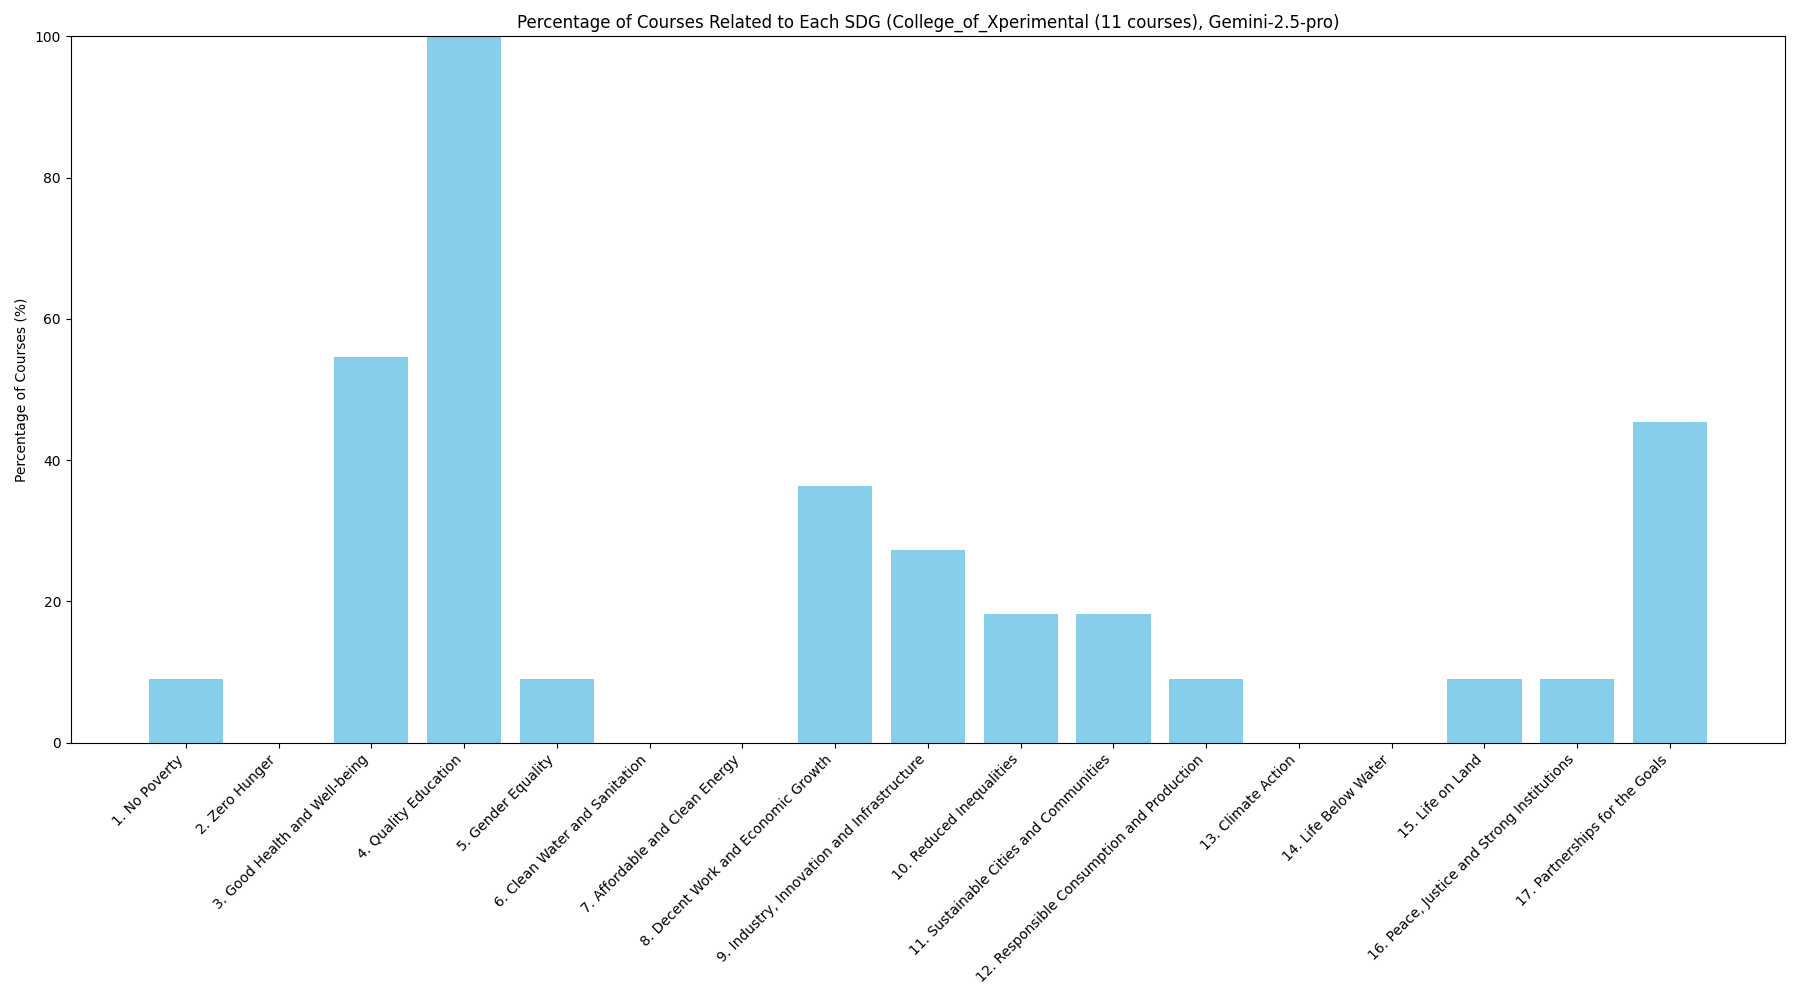 Percentage of Courses Related to Each SDG (College_of_Xperimental (11 courses), Gemini-2.5-pro)
Percentage of Courses (%)
100
80
60
40
20
0
1. No Poverty
2. Zero Hunger
3. Good Health and Well-being
4. Quality Education
5. Gender Equality
6. Clean Water and Sanitation
7. Affordable and Clean Energy
8. Decent Work and Economic Growth
9. Industry, Innovation and Infrastructure
10. Reduced Inequalities
11. Sustainable Cities and Communities
12. Responsible Consumption and Production
13. Climate Action
14. Life Below Water
15. Life on Land
16. Peace, Justice and Strong Institutions
17. Partnerships for the Goals